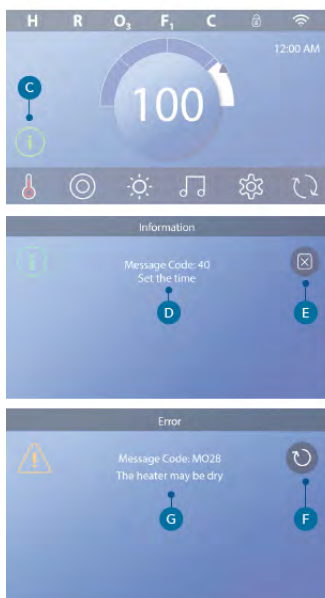 H R O3 F1 C
12:00 AM
C
100
Information
Message Code: 40
Set the time
D
E
Error
Message Code: MO28
The heater may be dry
G
F